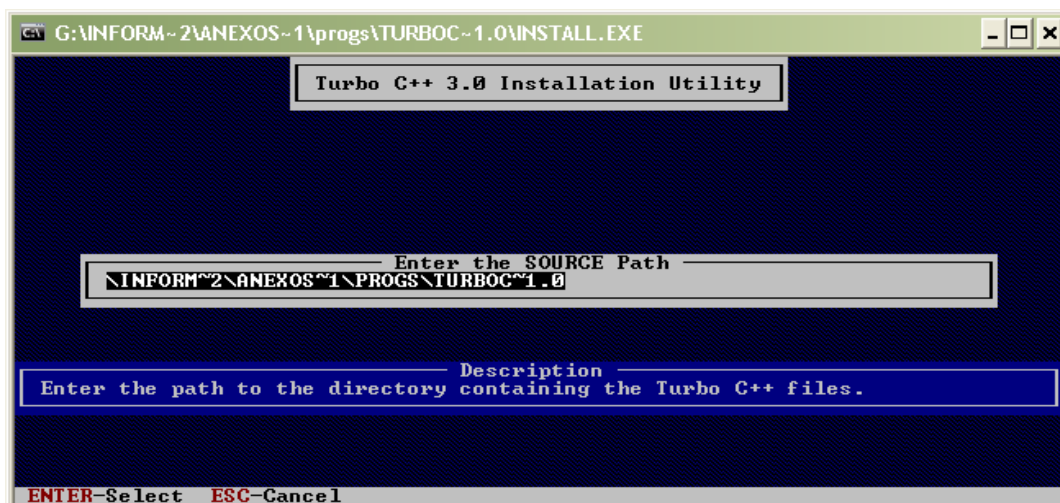 G:\INFORM~2\ANEXOS~1\progs\TURBOC~1.0\INSTALL.EXE
Turbo C++ 3.0 Installation Utility
Enter the SOURCE Path
\INFORM~2\ANEXOS~1\PROGS\TURBOC~1.0
Description
Enter the path to the directory containing the Turbo C++ files.
ENTER-Select ESC-Cancel